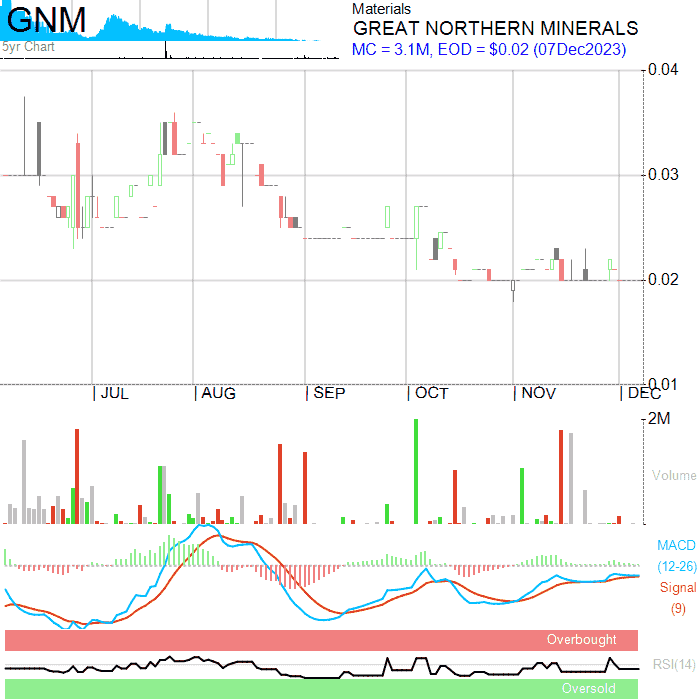 GNM
5yr Chart
Materials
GREAT NORTHERN MINERALS
MC = 3.1M, EOD = $0.02 (07Dec2023)
0.04
0.03
0.02
0.01
JUL
AUG
SEP
OCT
NOV
DEC
2M
Volume
MACD
(12-26)
Signal
(9)
Overbought
RSI(14)
Oversold